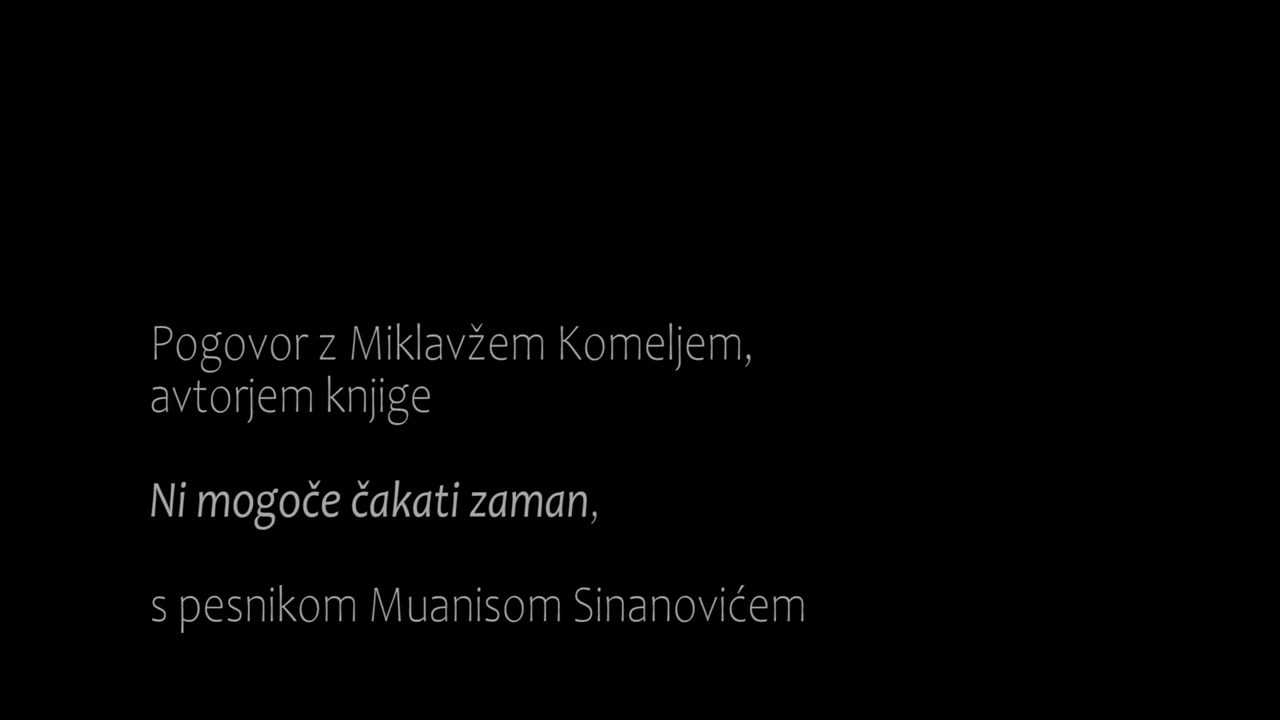 Pogovor z Miklavžem Komeljem,
avtorjem knjige
Ni mogoče čakati zaman,
s pesnikom Muanisom Sinanovićem